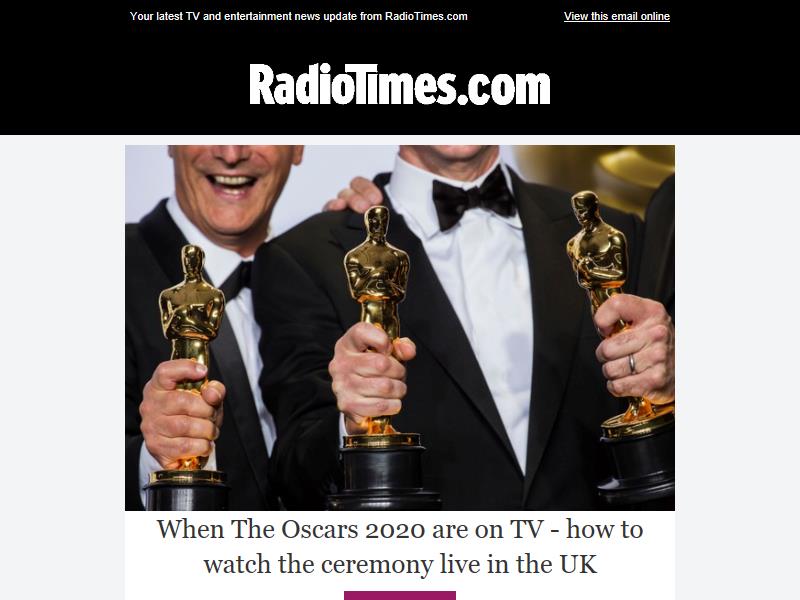 Your latest TV and entertainment news update from RadioTimes.com
View this email online
RadioTimes.com
When The Oscars 2020 are on TV - how to
watch the ceremony live in the UK